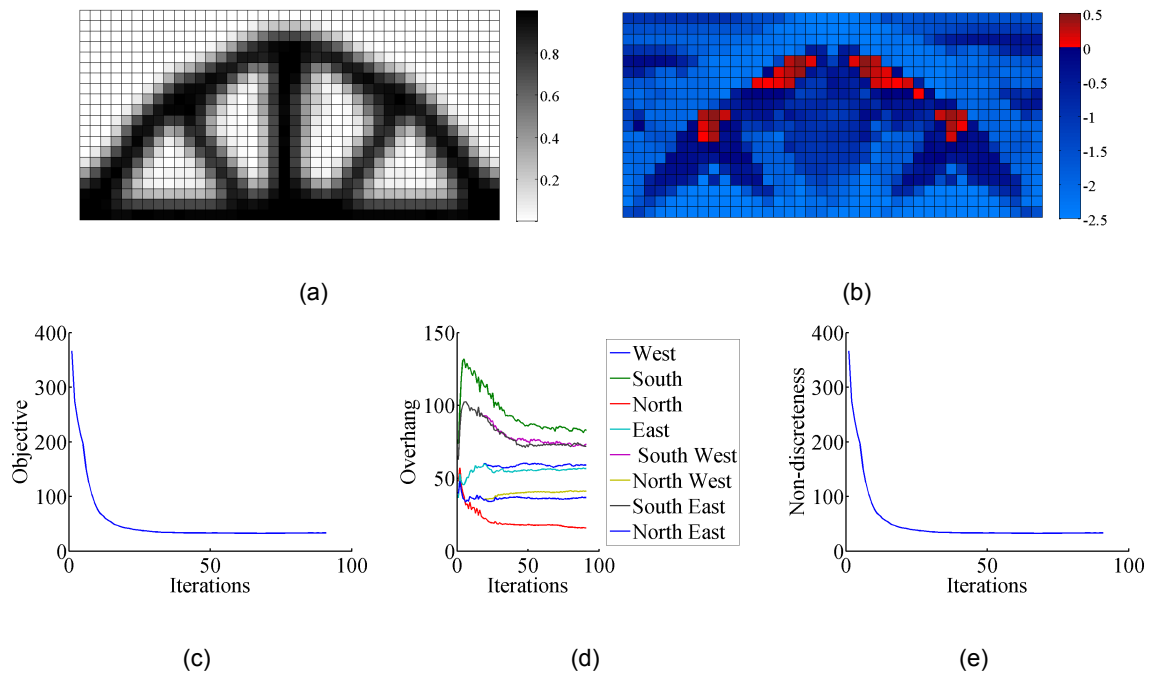 0.8
0.6
0.4
0.2
(a)
0.5
0
-0.5
-1
-1.5
-2
-2.5
(b)
400
300
200
100
0
0
50
100
Objective
Iterations
(c)
150
100
50
0
0
50
100
Overhang
Iterations
West
South
North
East
South West
North West
South East
North East
(d)
400
300
200
100
0
0
50
100
Non-discreteness
Iterations
(e)